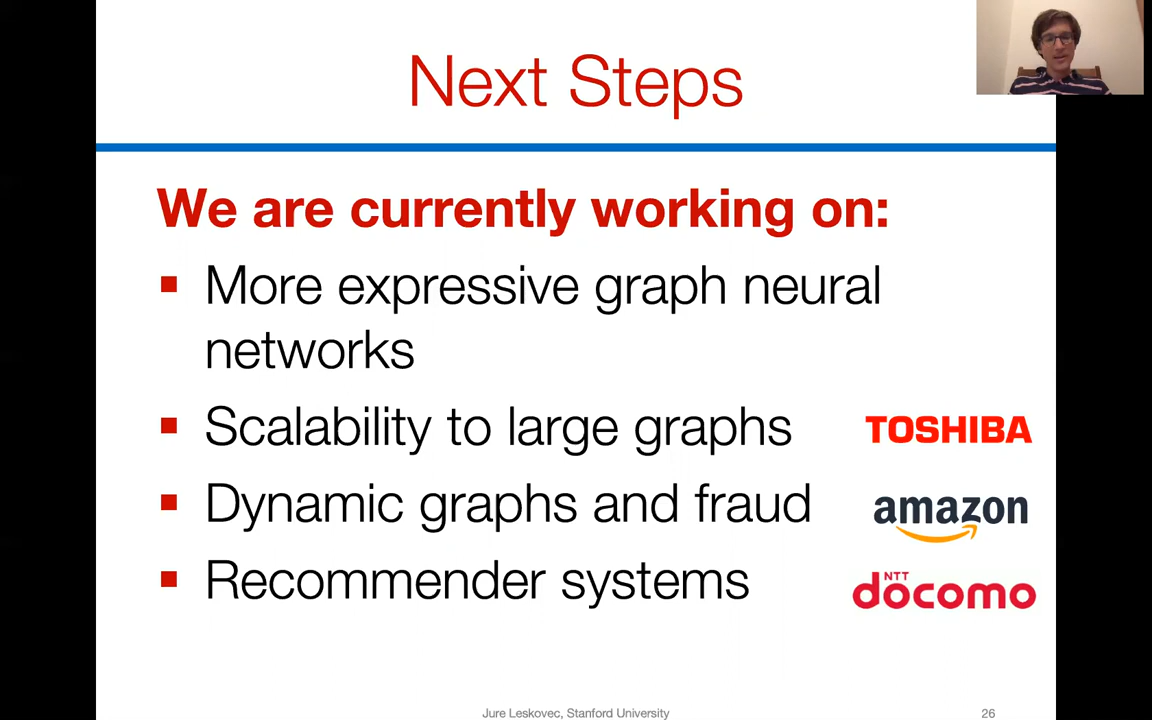 Next Steps
We are currently working on:
▪ More expressive graph neural
networks
▪ Scalability to large graphs
TOSHIBA
▪ Dynamic graphs and fraud
amazon
▪ Recommender systems
NTT
docomo
Jure Leskovec, Stanford University
26